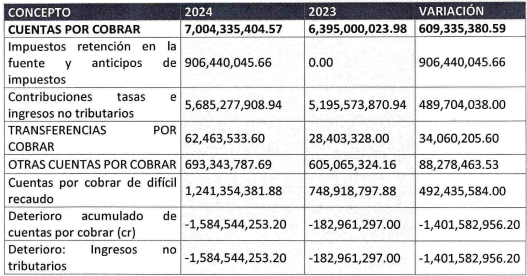 CONCEPTO 2024 2023 VARIACIÓN
CUENTAS POR COBRAR 7,004,335,404.57 6,395,000,023.98 609,335,380.59
Impuestos retención en la
fuente y anticipos de 906,440,045.66 0.00 906,440,045.66
impuestos
Contribuciones tasas e 5,685,277,908.94 5,195,573,870.94 489,704,038.00
ingresos no tributarios
TRANSFERENCIAS POR 62,463,533.60 28,403,328.00 34,060,205.60
COBRAR
OTRAS CUENTAS POR COBRAR 693,343,787.69 605,065,324.16 88,278,463.53
Cuentas por cobrar de difícil 1,241,354,381.88 748,918,797.88 492,435,584.00
recaudo
Deterioro acumulado de -1,584,544,253.20 -182,961,297.00 -1,401,582,956.20
cuentas por cobrar (cr)
Deterioro: Ingresos no -1,584,544,253.20 -182,961,297.00 -1,401,582,956.20
tributarios